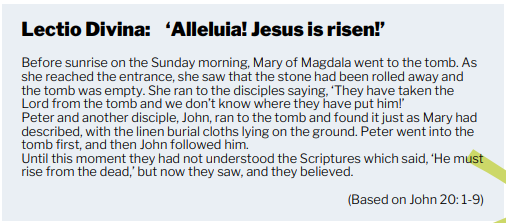 Lectio Divina: ‘Alleluia! Jesus is risen!’
Before sunrise on the Sunday morning, Mary of Magdala went to the tomb. As
she reached the entrance, she saw that the stone had been rolled away and
the tomb was empty. She ran to the disciples saying, ‘They have taken the
Lord from the tomb and we don’t know where they have put him!’
Peter and another disciple, John, ran to the tomb and found it just as Mary had
described, with the linen burial cloths lying on the ground. Peter went into the
tomb first, and then John followed him.
Until this moment they had not understood the Scriptures which said, ‘He must
rise from the dead,’ but now they saw, and they believed.
(Based on John 20: 1-9)